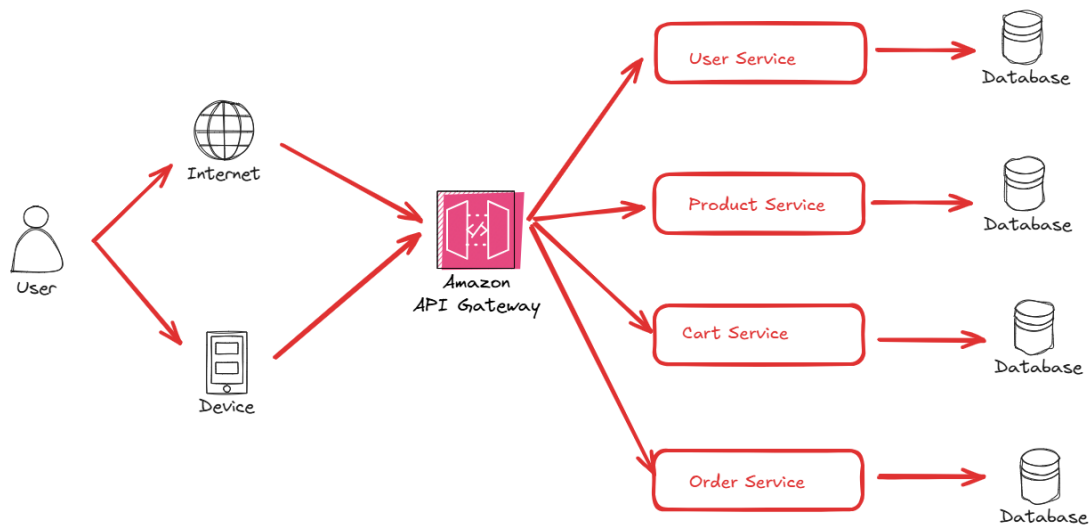 User
Internet
Device
Amazon
API Gateway
User Service
Database
Product Service
Database
Cart Service
Database
Order Service
Database